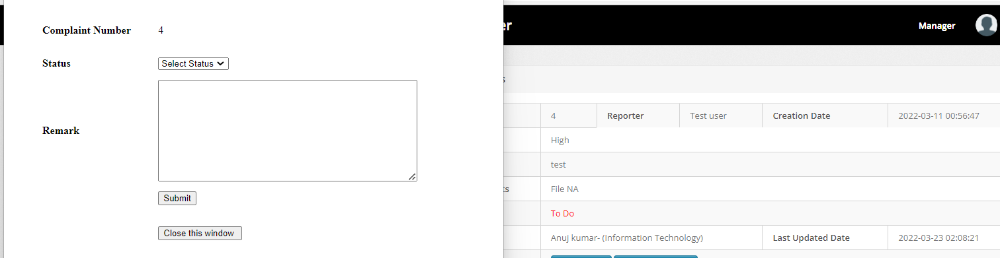 er
Manager
Complaint Number 4
Status Select Status
Remark
Submit
Close this window
s
4 Reporter Test user Creation Date 2022-03-11 00:56:47
High
test
ts File NA
To Do
Anuj kumar- (Information Technology) Last Updated Date 2022-03-23 02:08:21